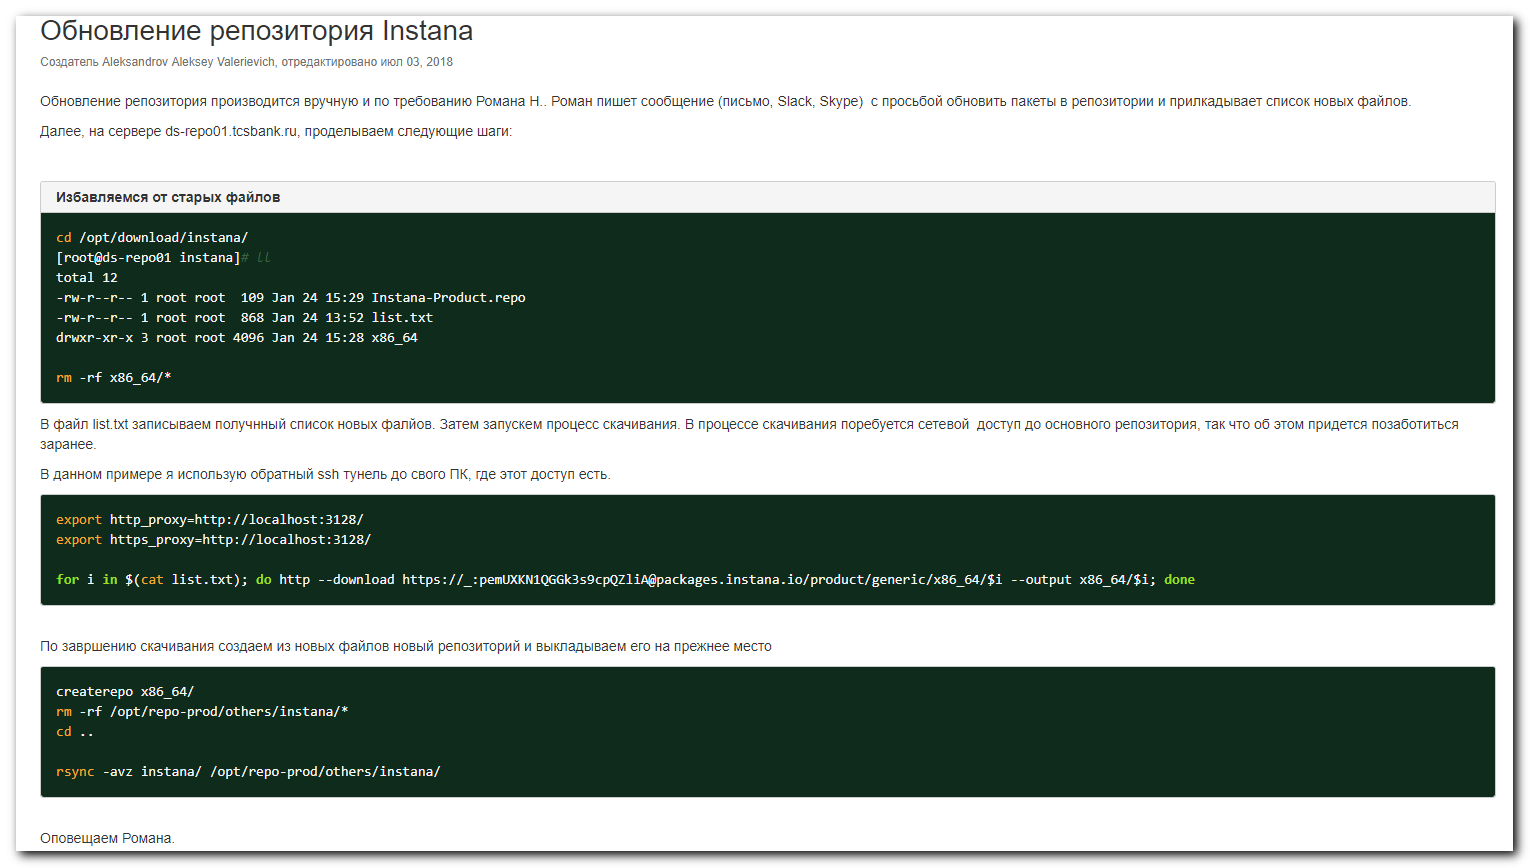 Обновление репозитория Instana
Создатель Aleksandrov Aleksey Valerievich, отредактировано июл 03, 2018
Обновление репозитория производится вручную и по требованию Романа Н.. Роман пишет сообщение (письмо, Slack, Skype)  с просьбой обновить пакеты в репозитории и прилкадывает список новых файлов.
Далее, на сервере ds-repo01.tcsbank.ru, проделываем следующие шаги:
Избавляемся от старых файлов
cd /opt/download/instana/
[root@ds-repo01 instana]# ll
total 12
-rw-r--r-- 1 root root  109 Jan 24 15:29 Instana-Product.repo
-rw-r--r-- 1 root root  868 Jan 24 13:52 list.txt
drwxr-xr-x 3 root root 4096 Jan 24 15:28 x86_64
rm -rf x86_64/*
В файл list.txt записываем получнный список новых фалйов. Затем запускем процесс скачивания. В процессе скачивания поребуется сетевой  доступ до основного репозитория, так что об этом придется позаботиться
заранее.
В данном примере я использую обратный ssh тунель до своего ПК, где этот доступ есть.
export http_proxy=http://localhost:3128/
export https_proxy=http://localhost:3128/
for i in $(cat list.txt); do http --download https://_:pemUXKN1QGGk3s9cpQZliA@packages.instana.io/product/generic/x86_64/$i --output x86_64/$i; done
По завршению скачивания создаем из новых файлов новый репозиторий и выкладываем его на прежнее место
createrepo x86_64/
rm -rf /opt/repo-prod/others/instana/*
cd ..
rsync -avz instana/ /opt/repo-prod/others/instana/
Оповещаем Романа.